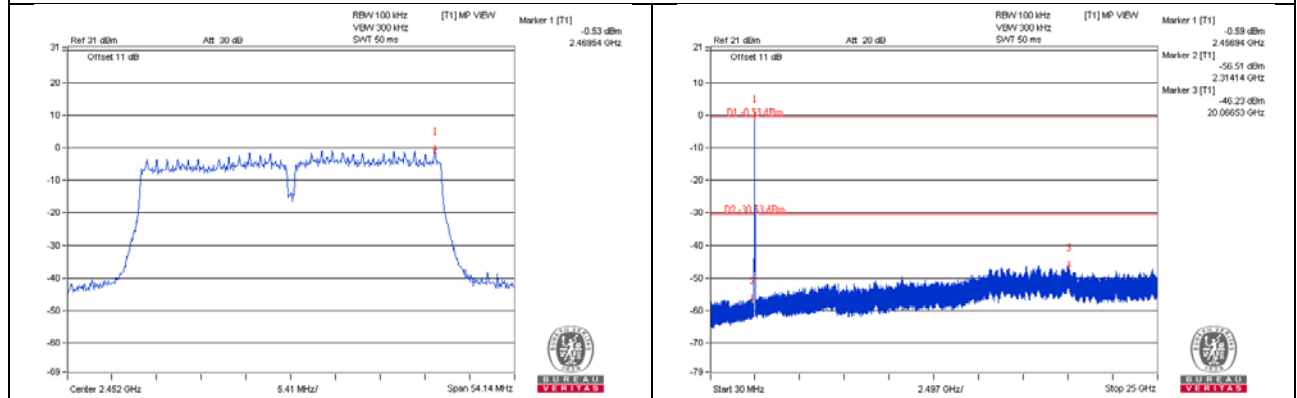 RBW 100 kHz [T1] MP VIEW Marker 1 [T1]
VBW 300 kHz -0.53 dBm
Ref 31 dBm Att 30 dB SWT 50 ms 2.46954 GHz
31
Offset 11 dB
20
10
1
0
-10
-20
-30
-40
-50
-60
-69
Center 2.452 GHz 5.41 MHz/ Span 54.14 MHz
BUREAU
VERITAS
RBW 100 kHz [T1] MP VIEW Marker 1 [T1]
VBW 300 kHz -0.59 dBm
Ref 21 dBm Att 20 dB SWT 50 ms 2.45694 GHz
21
Offset 11 dB
Marker 2 [T1]
-56.51 dBm
2.31414 GHz
Marker 3 [T1]
-46.23 dBm
20.06653 GHz
10
1
D1 -0.53 dBm
0
-10
-20
D2 -30.53 dBm
-30
-40
3
1
-50
2
-60
-70
-79
Start 30 MHz 2.497 GHz/ Stop 25 GHz
BUREAU
VERITAS